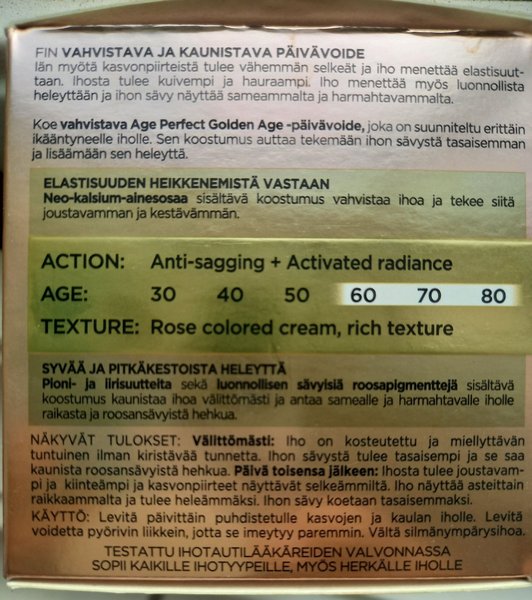 FIN VAHVISTAVA JA KAUNISTAVA PÄIVÄVOIDE
Iän myötä kasvonpiirteistä tulee vähemmän selkeät ja iho menettää elastisuut-
taan. Ihosta tulee kuivempi ja hauraampi. Iho menettää myös luonnollista
heleyttään ja ihon sävy näyttää sameammalta ja harmahtavammalta.
Koe vahvistava Age Perfect Golden Age -päivävoide, joka on suunniteltu erittäin
ikääntyneelle iholle. Sen koostumus auttaa tekemään ihon sävystä tasaisemman
ja lisäämään sen heleyttä.
ELASTISUUDEN HEIKKENEMISTÄ VASTAAN
Neo-kalsium-ainesosaa sisältävä koostumus vahvistaa ihoa ja tekee siitä
joustavamman ja kestävämmän.
ACTION: Anti-sagging + Activated radiance
AGE: 30 40 50 60 70 80
TEXTURE: Rose colored cream, rich texture
SYVÄÄ JA PITKÄKESTOISTA HELEYTTÄ
Pioni- ja iirisuutteita sekä luonnollisen sävyisiä roosapigmenttejä sisältävä
koostumus kaunistaa ihoa välittömästi ja antaa samealle ja harmahtavalle iholle
raikasta ja roosansävyistä hehkua.
NÄKYVÄT TULOKSET: Välittömästi: Iho on kosteutettu ja miellyttävän
tuntuinen ilman kiristävää tunnetta. Ihon sävystä tulee tasaisempi ja se saa
kaunista roosansävyistä hehkua. Päivä toisensa jälkeen: Ihosta tulee joustavam-
pi ja kiinteämpi ja kasvonpiirteet näyttävät selkeämmiltä. Iho näyttää asteittain
raikkaammalta ja tulee heleämmäksi. Ihon sävy koetaan tasaisemmaksi.
KÄYTTÖ: Levitä päivittäin puhdistetulle kasvojen ja kaulan iholle. Levitä
voidetta pyörivin liikkein, jotta se imeytyy paremmin. Vältä silmänympärysihoa.
TESTATTU IHOTAUTILÄÄKÄREIDEN VALVONNASSA
SOPII KAIKILLE IHOTYYPEILLE, MYÖS HERKÄLLE IHOLLE